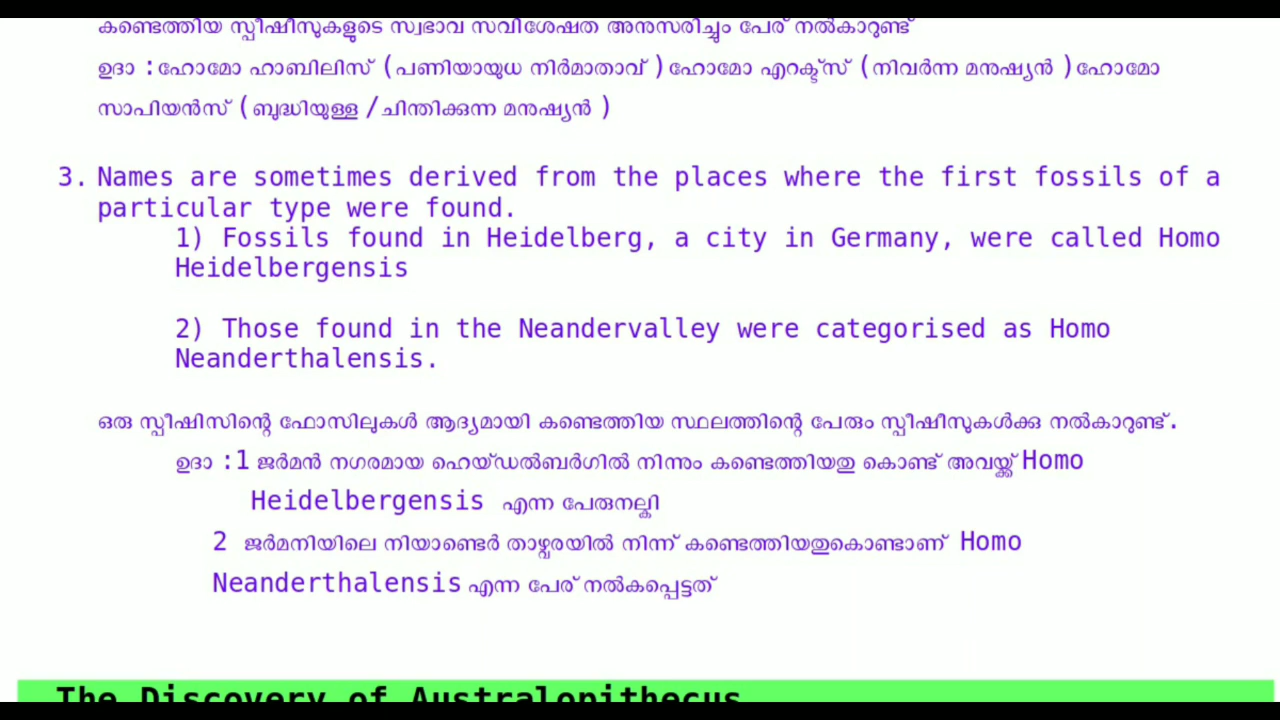 കണ്ടെത്തിയ സ്പീഷീസുകളുടെ സ്വഭാവ സവിശേഷത അനുസരിച്ചും പേര് നൽകാറുണ്ട്
ഉദാ :ഹോമോ ഹാബിലിസ് (പണിയായുധ നിർമാതാവ് )ഹോമോ എറക്ട്സ് (നിവർന്ന മനുഷ്യൻ )ഹോമോ
സാപിയൻസ് (ബുദ്ധിയുള്ള /ചിന്തിക്കുന്ന മനുഷ്യൻ )
3. Names are sometimes derived from the places where the first fossils of a
particular type were found.
1) Fossils found in Heidelberg, a city in Germany, were called Homo
Heidelbergensis
2) Those found in the Neandervalley were categorised as Homo
Neanderthalensis.
ഒരു സ്പീഷിസിന്റെ ഫോസിലുകൾ ആദ്യമായി കണ്ടെത്തിയ സ്ഥലത്തിന്റെ പേരും സ്പീഷീസുകൾക്കു നൽകാറുണ്ട്.
ഉദാ :1 ജർമൻ നഗരമായ ഹെയ്ഡൽബർഗിൽ നിന്നും കണ്ടെത്തിയതു കൊണ്ട് അവയ്ക്ക് Homo
Heidelbergensis എന്ന പേരുനല്കി
2 ജർമനിയിലെ നിയാണ്ടെർ താഴ്വരയിൽ നിന്ന് കണ്ടെത്തിയതുകൊണ്ടാണ് Homo
Neanderthalensis എന്ന പേര് നൽകപ്പെട്ടത്
The Discovery of Australopithecus